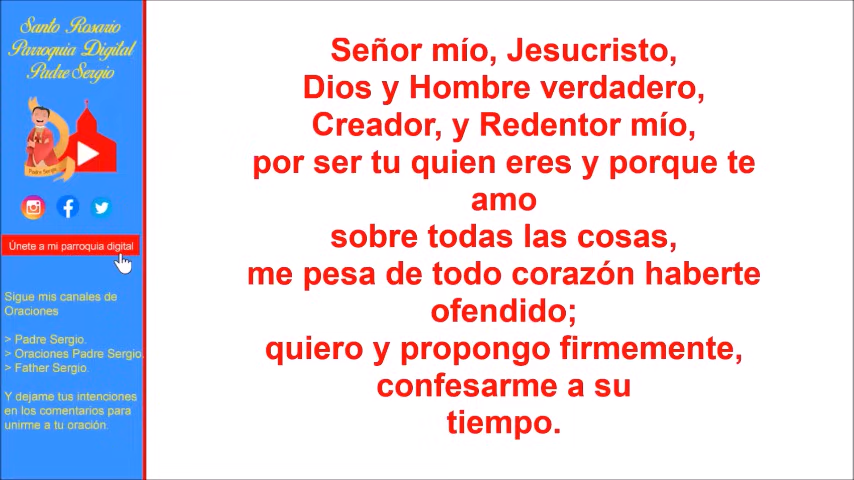 Santo Rosario
Parroquia Digital
Padre Sergio
Padre Sergio
Únete a mi parroquia digital
Sigue mis canales de
Oraciones
> Padre Sergio.
> Oraciones Padre Sergio.
> Father Sergio.
Y dejame tus intenciones
en los comentarios para
unirme a tu oración.
Señor mío, Jesucristo,
Dios y Hombre verdadero,
Creador, y Redentor mío,
por ser tu quien eres y porque te
amo
sobre todas las cosas,
me pesa de todo corazón haberte
ofendido;
quiero y propongo firmemente,
confesarme a su
tiempo.